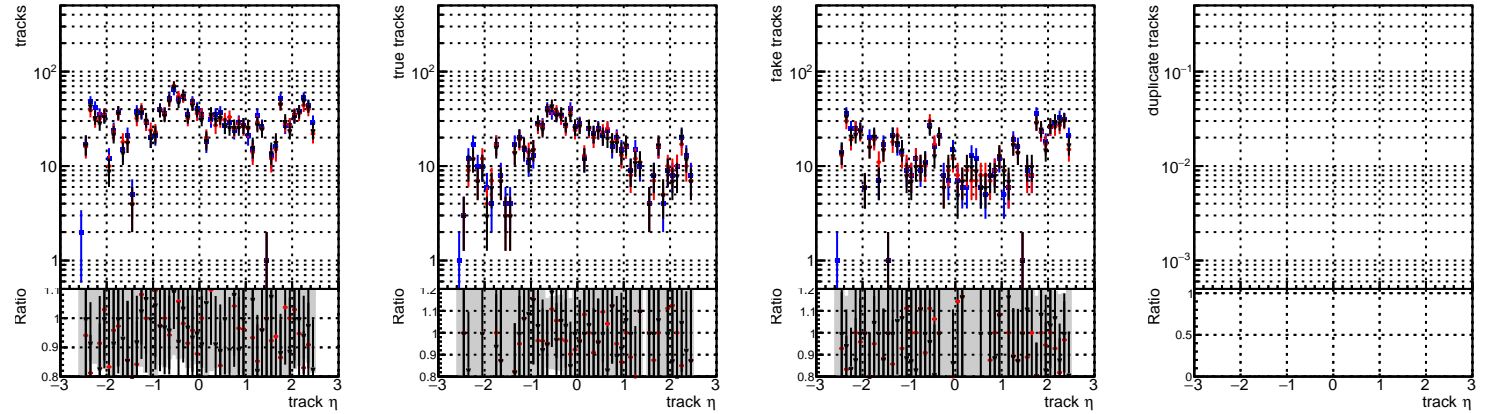 tracks
10²
10
1
Ratio
1.1
1
0.9
0.8
−3 −2 −1 0 1 2 3
track η
true tracks
10²
10
1
Ratio
1.2
1.1
1
0.9
0.8
−3 −2 −1 0 1 2 3
track η
fake tracks
10²
10
1
Ratio
1.2
1.1
1
0.9
0.8
−3 −2 −1 0 1 2 3
track η
duplicate tracks
10⁻¹
10⁻²
10⁻³
Ratio
1
0.5
0
−3 −2 −1 0 1 2 3
track η